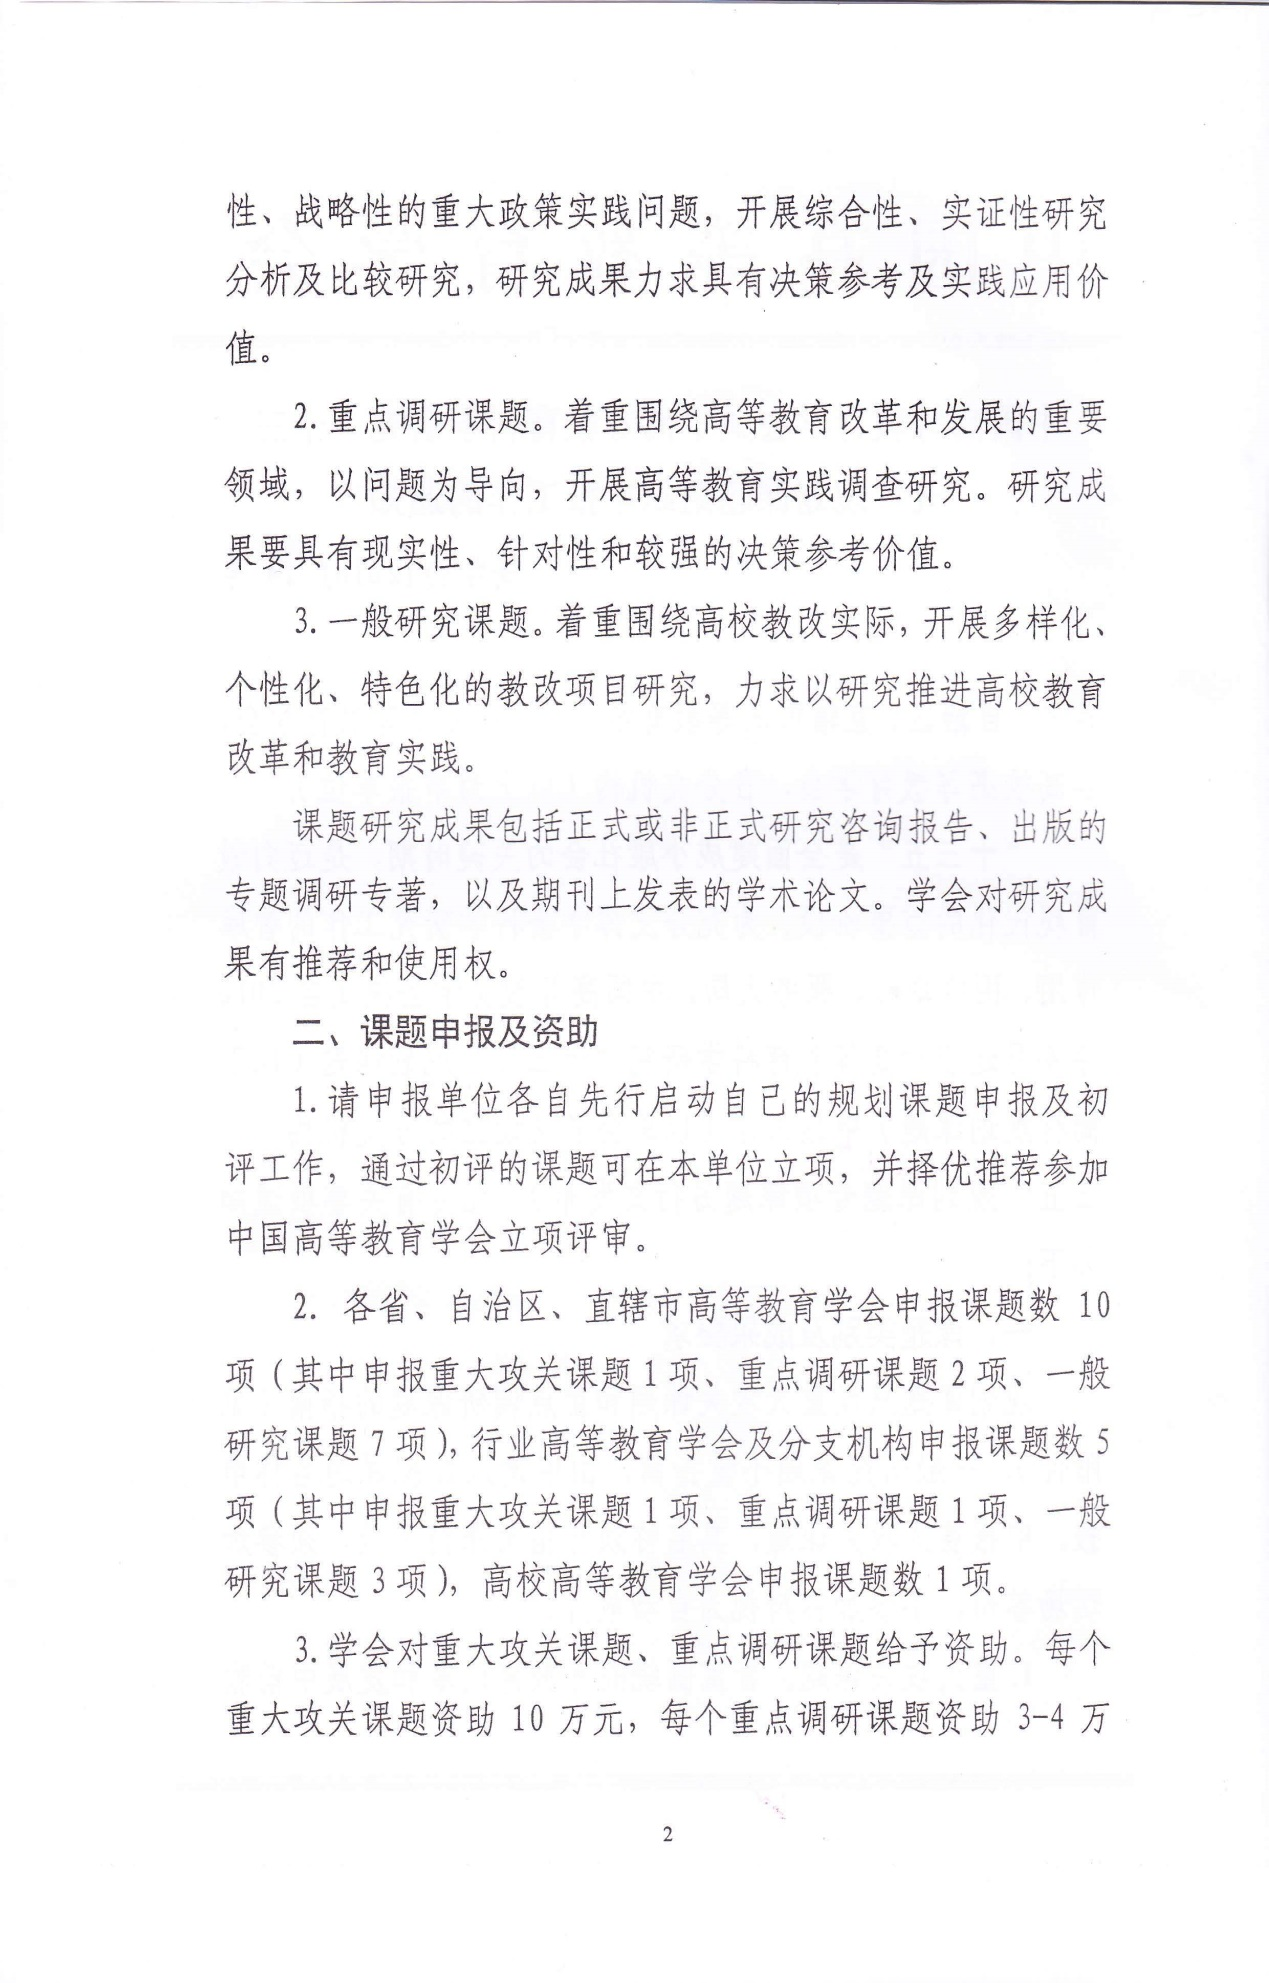 性、战略性的重大政策实践问题，开展综合性、实证性研究
分析及比较研究，研究成果力求具有决策参考及实践应用价
值。
2.重点调研课题。着重围绕高等教育改革和发展的重要
领域，以问题为导向，开展高等教育实践调查研究。研究成
果要具有现实性、针对性和较强的决策参考价值。
3.一般研究课题。着重围绕高校教改实际，开展多样化、
个性化、特色化的教改项目研究，力求以研究推进高校教育
改革和教育实践。
课题研究成果包括正式或非正式研究咨询报告、出版的
专题调研专著，以及期刊上发表的学术论文。学会对研究成
果有推荐和使用权。
二、课题申报及资助
1.请申报单位各自先行启动自己的规划课题申报及初
评工作，通过初评的课题可在本单位立项，并择优推荐参加
中国高等教育学会立项评审。
2. 各省、自治区、直辖市高等教育学会申报课题数 10
项（其中申报重大攻关课题 1 项、重点调研课题 2 项、一般
研究课题 7 项），行业高等教育学会及分支机构申报课题数 5
项（其中申报重大攻关课题 1 项、重点调研课题 1 项、一般
研究课题 3 项），高校高等教育学会申报课题数 1 项。
3.学会对重大攻关课题、重点调研课题给予资助。每个
重大攻关课题资助 10 万元，每个重点调研课题资助 3-4 万
2